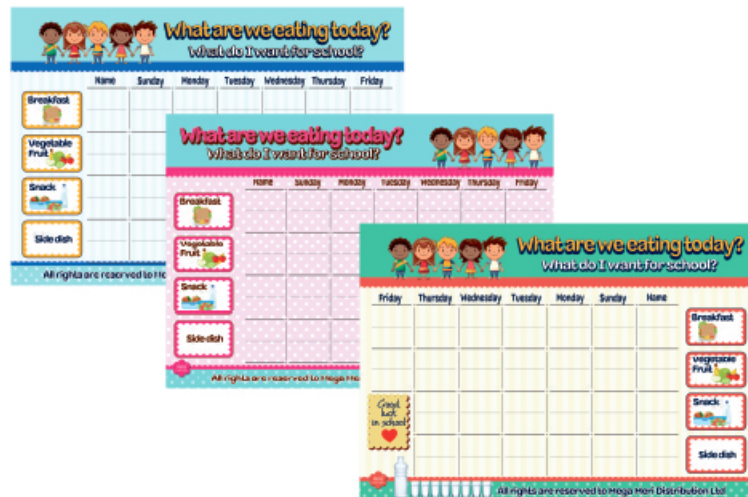 What are we eating today?
What do I want for school?
Name Sunday Monday Tuesday Wednesday Thursday Friday
Breakfast
Vegetable
Fruit
Snack
Side dish
All rights are reserved to
What are we eating today?
What do I want for school?
Name Sunday Monday Tuesday Wednesday Thursday Friday
Breakfast
Vegetable
Fruit
Snack
Side dish
All rights are reserved to Mega
What are we eating today?
What do I want for school?
Friday Thursday Wednesday Tuesday Monday Sunday Name
Breakfast
Vegetable
Fruit
Snack
Side dish
Good
luck
in school
All rights are reserved to Mega Meri Distribution Ltd